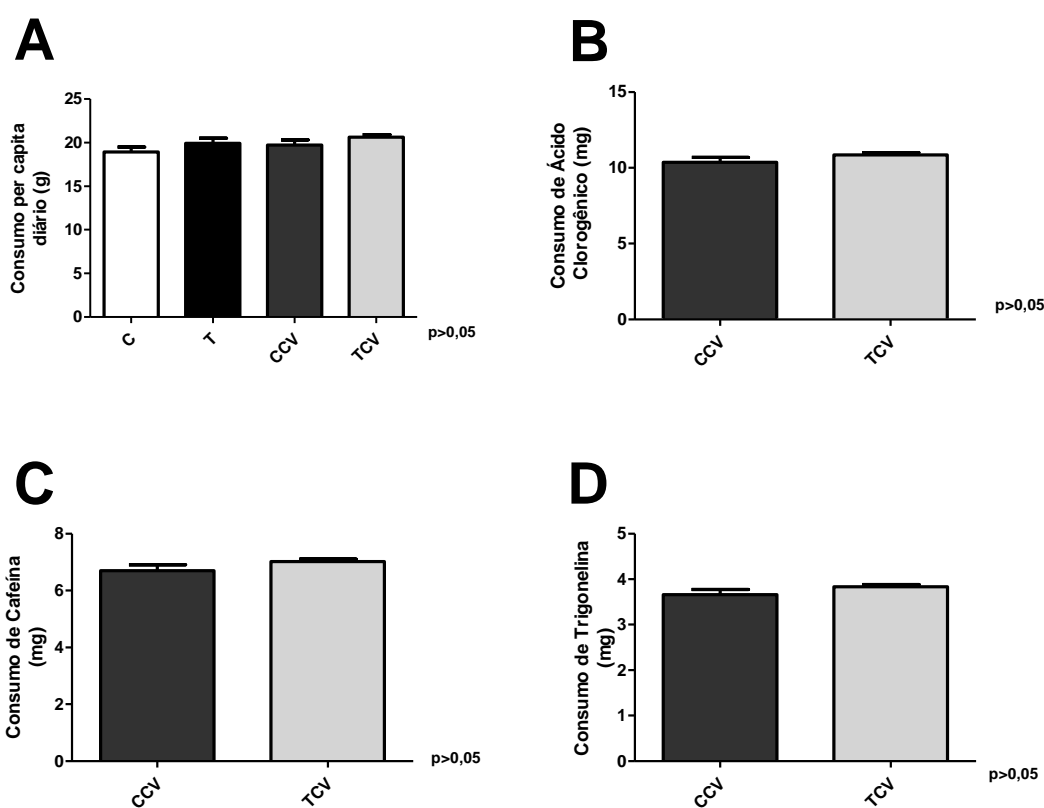 A
Consumo per capita
diário (g)
25
20
15
10
5
0
C
T
CCV
TCV
p>0,05
B
Consumo de Ácido
Clorogênico (mg)
15
10
5
0
CCV
TCV
p>0,05
C
Consumo de Cafeína
(mg)
8
6
4
2
0
CCV
TCV
p>0,05
D
Consumo de Trigonelina
(mg)
5
4
3
2
1
0
CCV
TCV
p>0,05